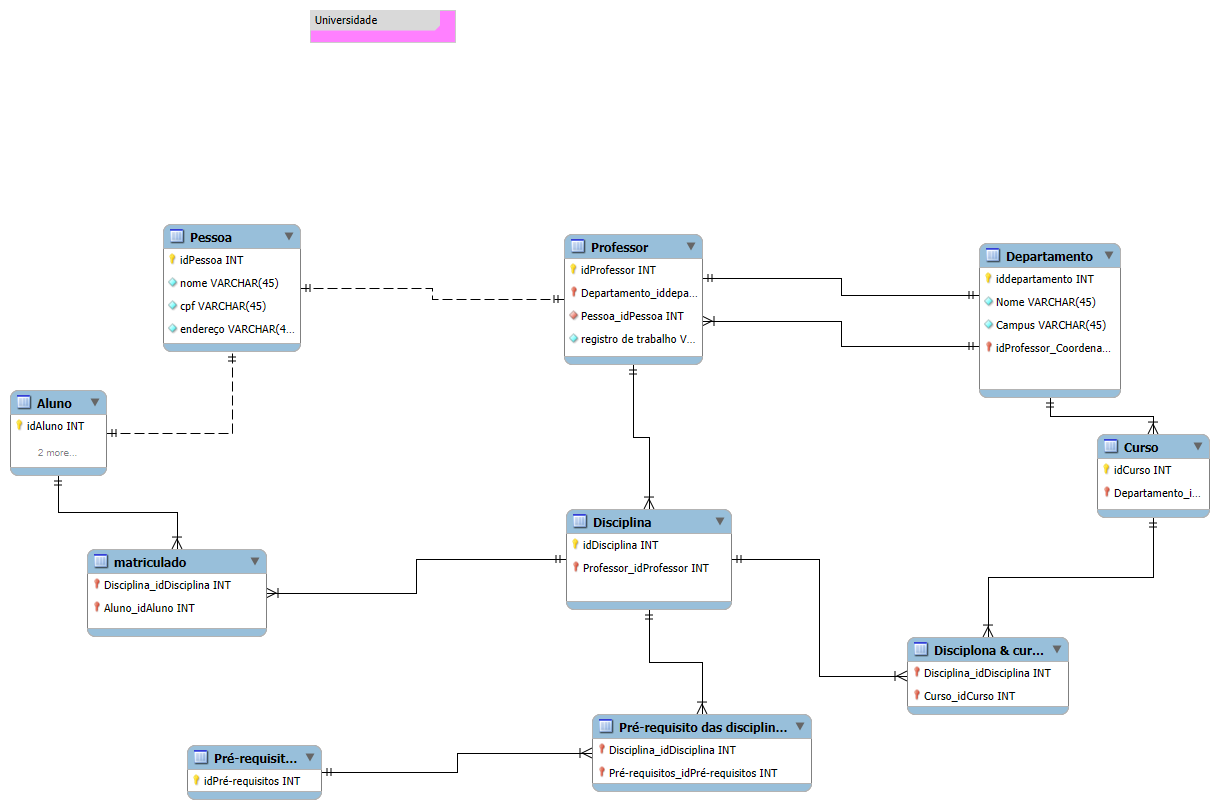 Universidade
Pessoa
idPessoa INT
nome VARCHAR(45)
cpf VARCHAR(45)
endereço VARCHAR(4...
Professor
idProfessor INT
Departamento_iddepa...
Pessoa_idPessoa INT
registro de trabalho V...
Departamento
iddepartamento INT
Nome VARCHAR(45)
Campus VARCHAR(45)
idProfessor_Coordena...
Aluno
idAluno INT
2 more...
Curso
idCurso INT
Departamento_i...
Disciplina
idDisciplina INT
Professor_idProfessor INT
matriculado
Disciplina_idDisciplina INT
Aluno_idAluno INT
Disciplona & cur...
Disciplina_idDisciplina INT
Curso_idCurso INT
Pré-requisito das disciplin...
Disciplina_idDisciplina INT
Pré-requisitos_idPré-requisitos INT
Pré-requisit...
idPré-requisitos INT